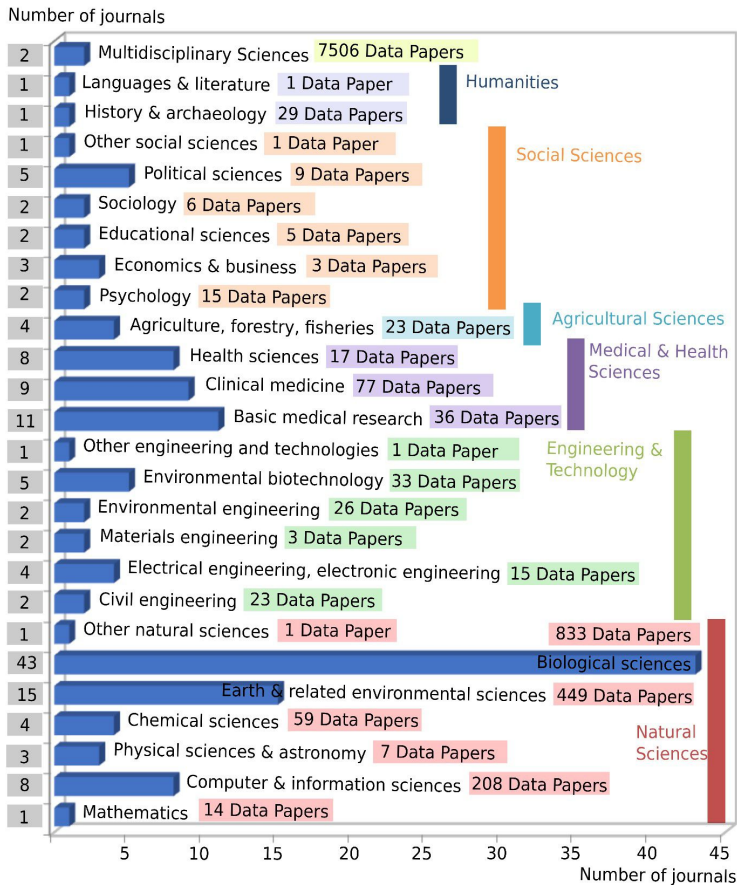 Number of journals
2 Multidisciplinary Sciences 7506 Data Papers
1 Languages & literature 1 Data Paper
Humanities
1 History & archaeology 29 Data Papers
1 Other social sciences 1 Data Paper
Social Sciences
5 Political sciences 9 Data Papers
2 Sociology 6 Data Papers
2 Educational sciences 5 Data Papers
3 Economics & business 3 Data Papers
2 Psychology 15 Data Papers
Agricultural Sciences
4 Agriculture, forestry, fisheries 23 Data Papers
8 Health sciences 17 Data Papers
Medical & Health
Sciences
9 Clinical medicine 77 Data Papers
11 Basic medical research 36 Data Papers
1 Other engineering and technologies 1 Data Paper
Engineering &
Technology
5 Environmental biotechnology 33 Data Papers
2 Environmental engineering 26 Data Papers
2 Materials engineering 3 Data Papers
4 Electrical engineering, electronic engineering 15 Data Papers
2 Civil engineering 23 Data Papers
1 Other natural sciences 1 Data Paper
833 Data Papers
43 Biological sciences
15 Earth & related environmental sciences 449 Data Papers
4 Chemical sciences 59 Data Papers
Natural
Sciences
3 Physical sciences & astronomy 7 Data Papers
8 Computer & information sciences 208 Data Papers
1 Mathematics 14 Data Papers
5 10 15 20 25 30 35 40 45
Number of journals